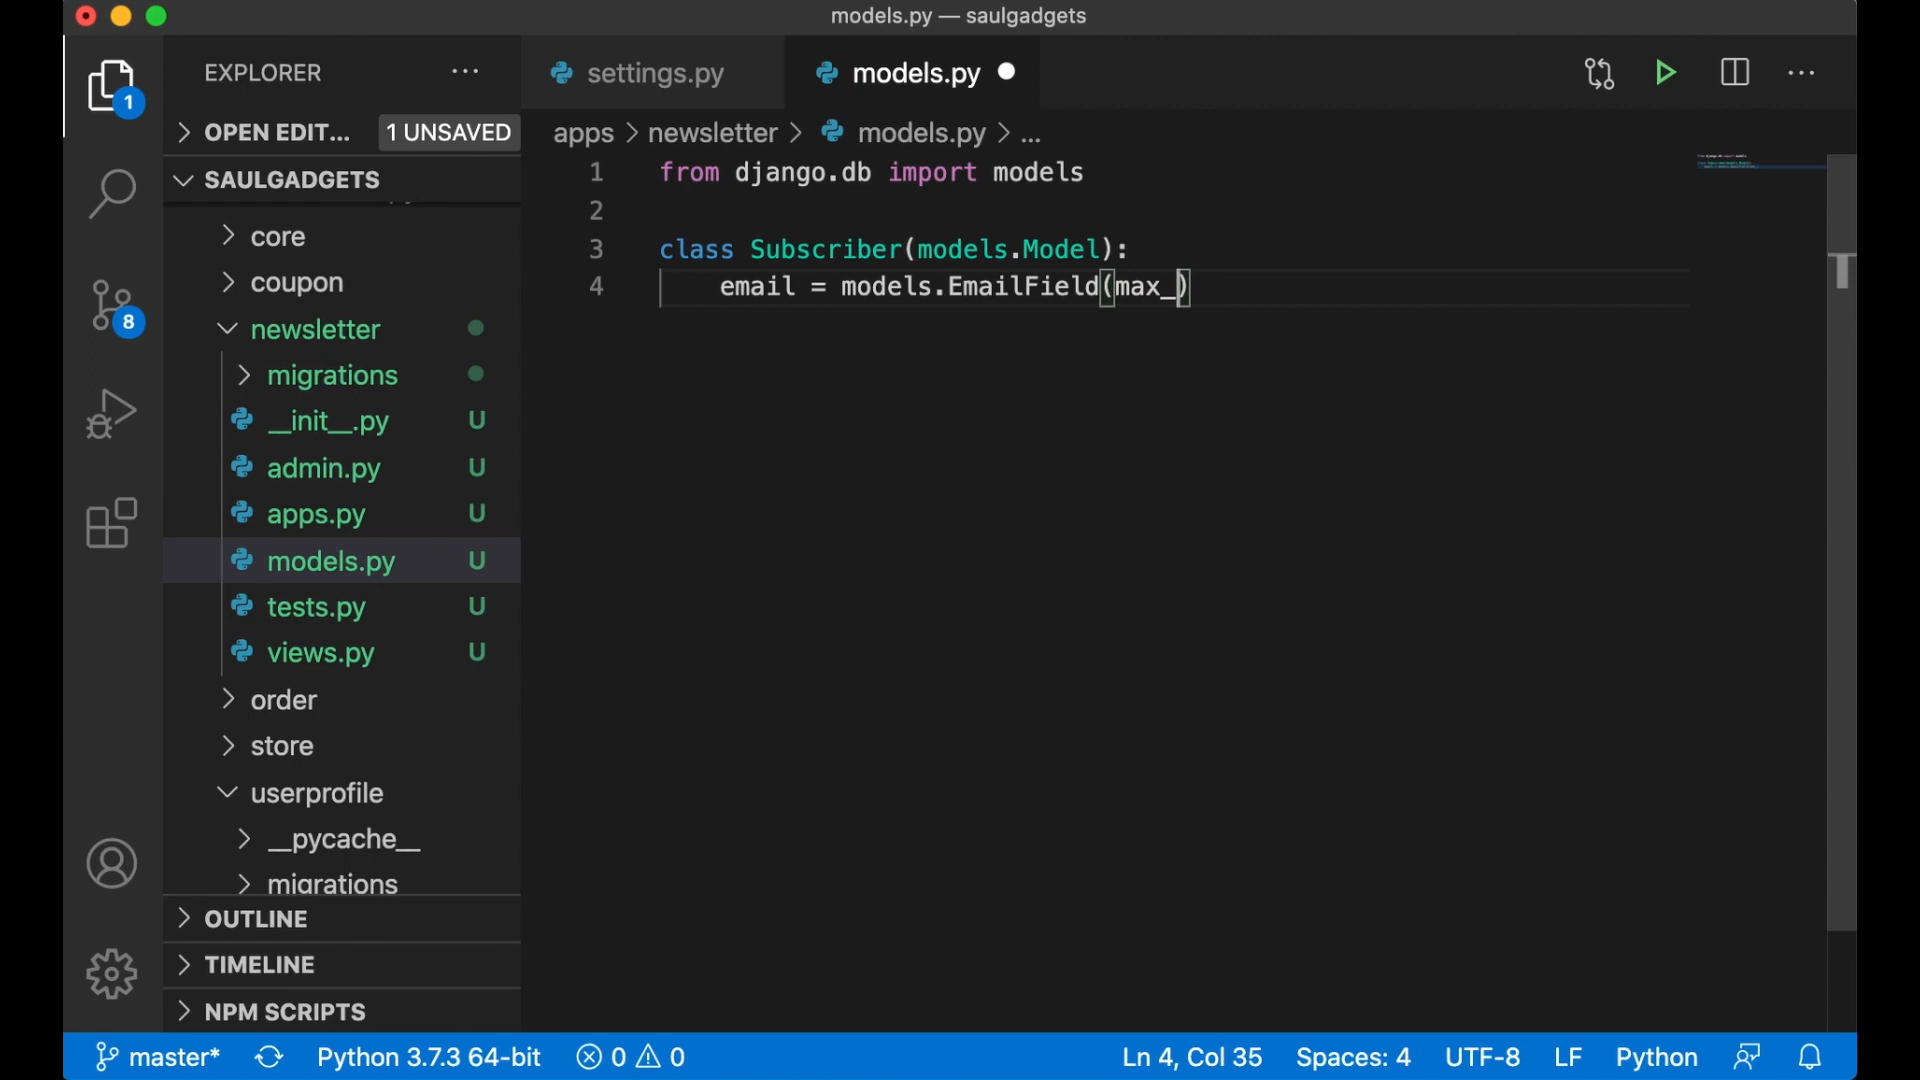 models.py — saulgadgets
EXPLORER
settings.py
models.py
1
OPEN EDIT...
1 UNSAVED
apps > newsletter > models.py > ...
SAULGADGETS
core
coupon
newsletter
migrations
__init__.py U
admin.py U
apps.py U
models.py U
tests.py U
views.py U
order
store
userprofile
__pycache__
migrations
OUTLINE
TIMELINE
NPM SCRIPTS
8
1 from django.db import models
2
3 class Subscriber(models.Model):
4 email = models.EmailField(max_)
master*
Python 3.7.3 64-bit
0
0
Ln 4, Col 35
Spaces: 4
UTF-8
LF
Python